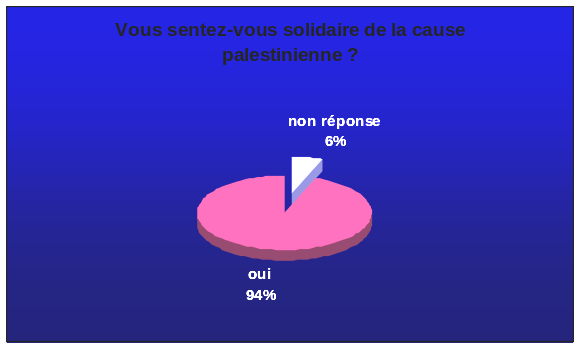 Vous sentez-vous solidaire de la cause
palestinienne ?
non réponse
6%
oui
94%